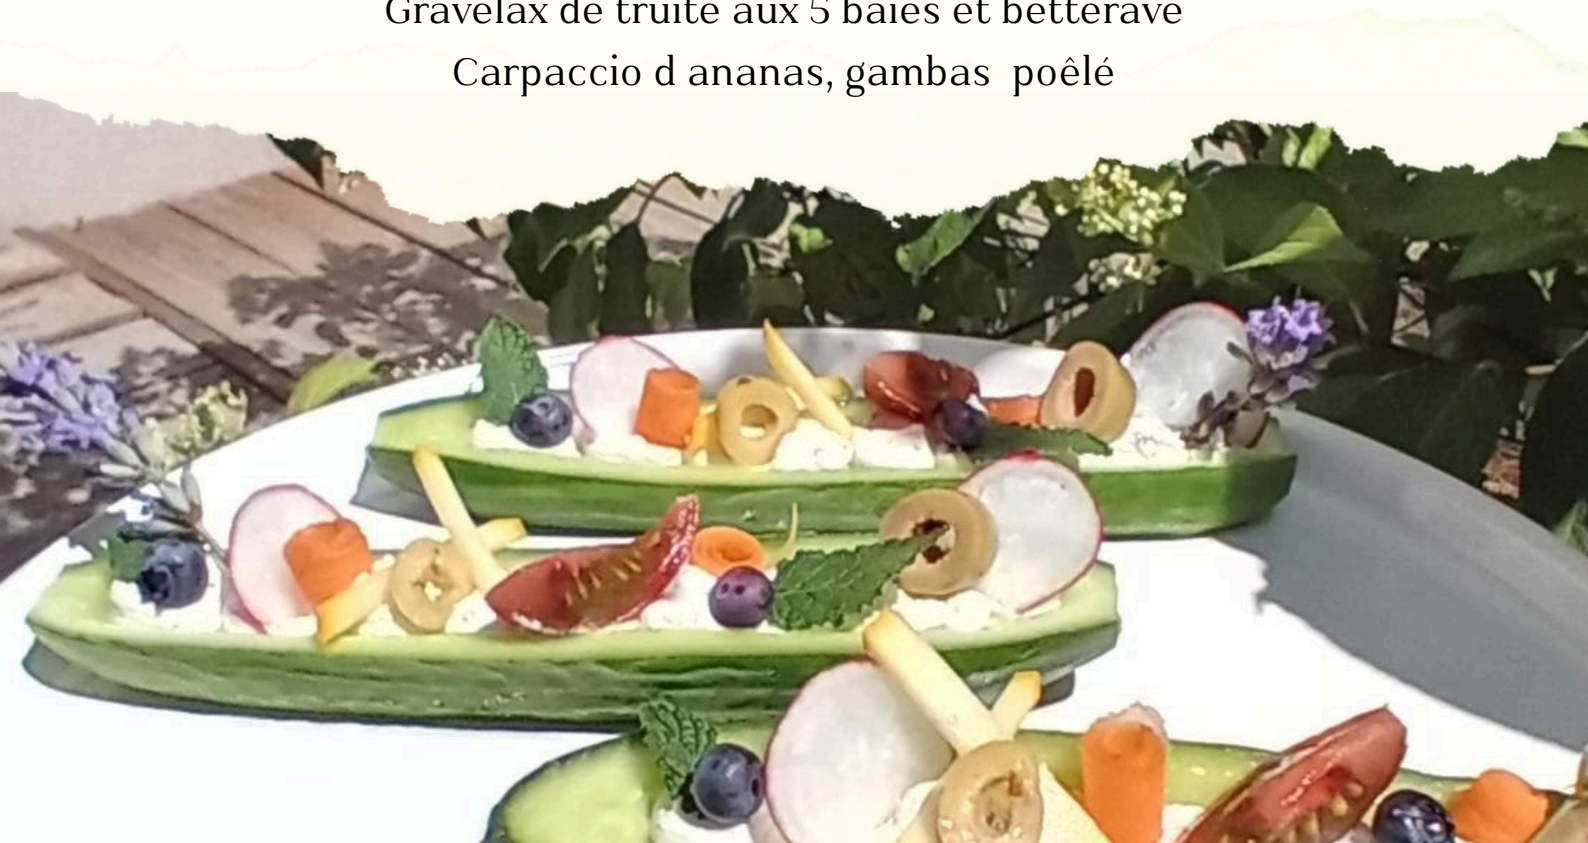 Gravelax de truite aux 5 baies et betterave
Carpaccio d ananas, gambas  poêlé